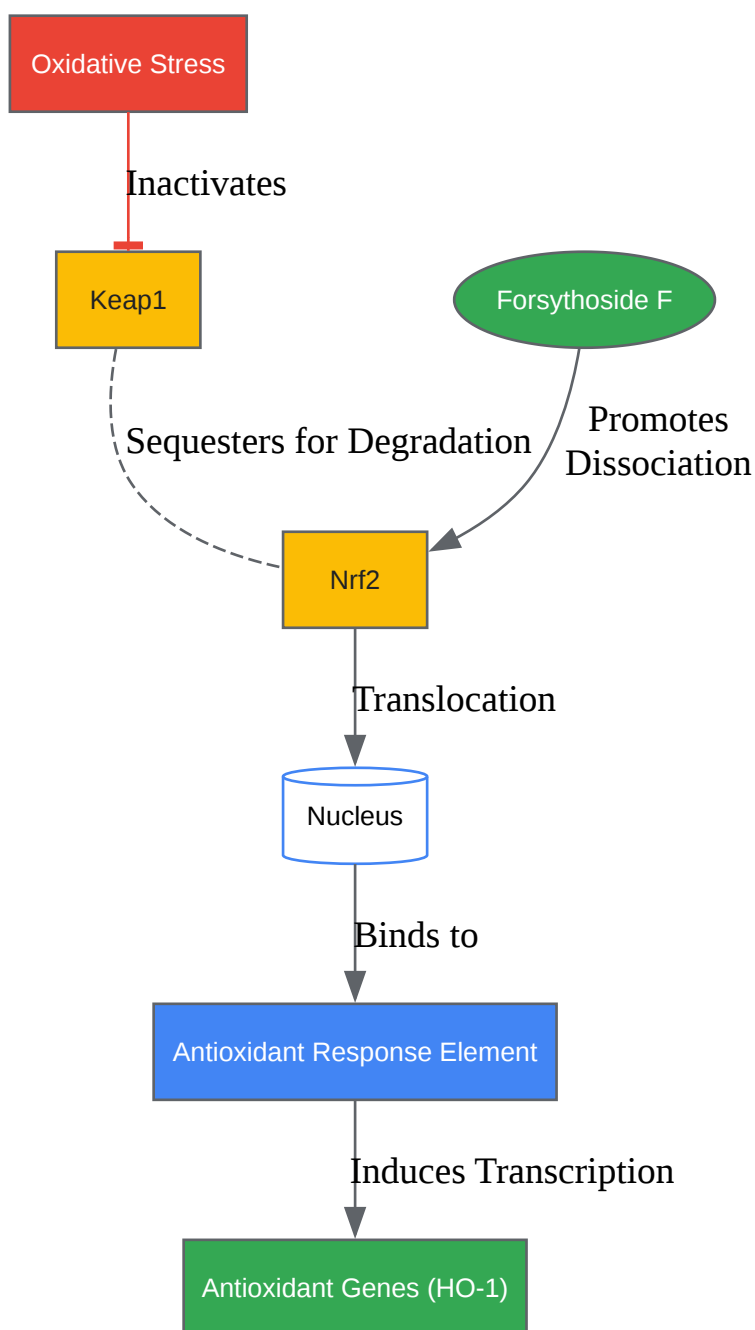 Oxidative Stress
Inactivates
Keap1
Forsythoside F
Sequesters for Degradation
Promotes
Dissociation
Nrf2
Translocation
Nucleus
Binds to
Antioxidant Response Element
Induces Transcription
Antioxidant Genes (HO-1)